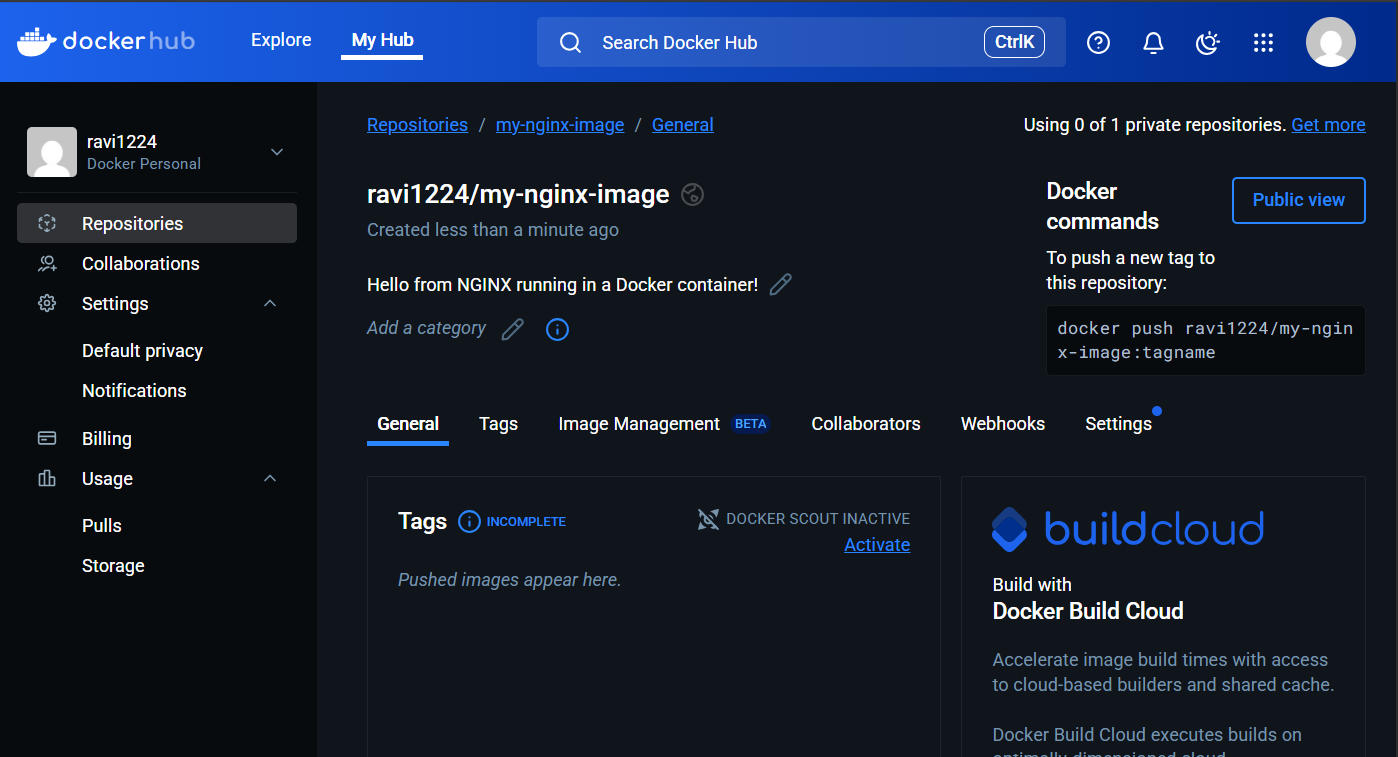 dockerhub
Explore
My Hub
Search Docker Hub
CtrlK
ravi1224
Docker Personal
Repositories
Collaborations
Settings
Default privacy
Notifications
Billing
Usage
Pulls
Storage
Repositories / my-nginx-image / General
Using 0 of 1 private repositories. Get more
ravi1224/my-nginx-image
Created less than a minute ago
Hello from NGINX running in a Docker container!
Add a category
Docker
commands
Public view
To push a new tag to
this repository:
docker push ravi1224/my-ngin
x-image:tagname
General
Tags
Image Management BETA
Collaborators
Webhooks
Settings
Tags
INCOMPLETE
DOCKER SCOUT INACTIVE
Activate
Pushed images appear here.
buildcloud
Build with
Docker Build Cloud
Accelerate image build times with access
to cloud-based builders and shared cache.
Docker Build Cloud executes builds on
optimally-dimensioned cloud